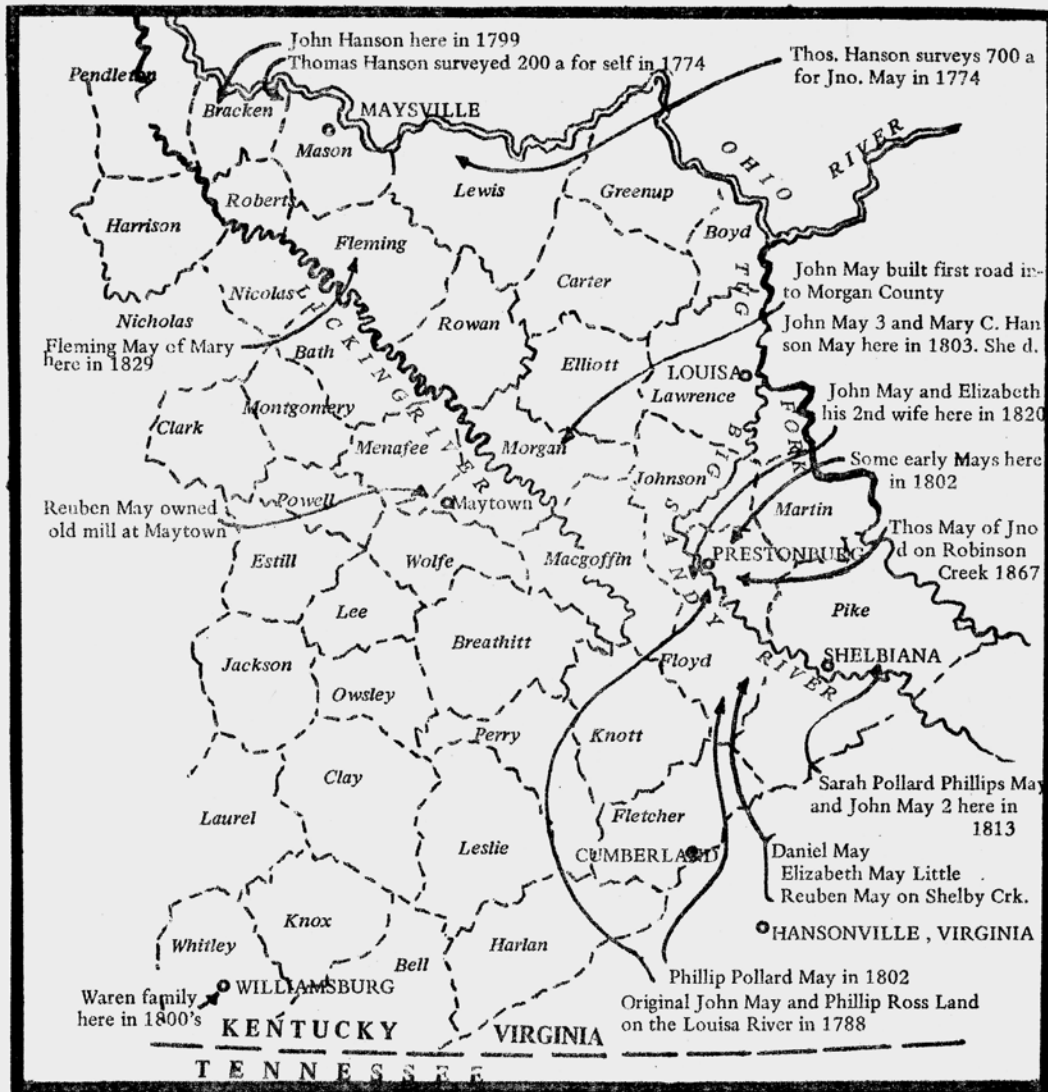 John Hanson here in 1799
Thomas Hanson surveyed 200 a for self in 1774
Thos. Hanson surveys 700 a
for Jno. May in 1774
Pendleton
Bracken
MAYSVILLE
Mason
Lewis
Greenup
OHIO RIVER
Roberts
Harrison
Fleming
Boyd
Carter
TUG FORK
John May built first road in-
to Morgan County
Nicolas
Nicholas
LICKING RIVER
Rowan
John May 3 and Mary C. Han
son May here in 1803. She d.
Fleming May of Mary
here in 1829
Bath
Elliott
LOUISA
Lawrence
John May and Elizabeth
his 2nd wife here in 1820
Clark
Montgomery
Menafee
Morgan
BIG SANDY RIVER
Johnson
Some early Mays here
in 1802
Martin
Powell
Maytown
Reuben May owned
old mill at Maytown
Thos May of Jno
d on Robinson
Creek 1867
Estill
Wolfe
Macgoffin
PRESTONBURG
Lee
Pike
Breathitt
Jackson
Floyd
SHELBIANA
Owsley
Perry
Knott
Clay
Sarah Pollard Phillips May
and John May 2 here in
1813
Laurel
Fletcher
Leslie
CUMBERLAND
Daniel May
Elizabeth May Little
Reuben May on Shelby Crk.
Knox
Harlan
HANSONVILLE , VIRGINIA
Whitley
Bell
Phillip Pollard May in 1802
Original John May and Phillip Ross Land
on the Louisa River in 1788
WILLIAMSBURG
Waren family
here in 1800's
KENTUCKY
VIRGINIA
TENNESSEE